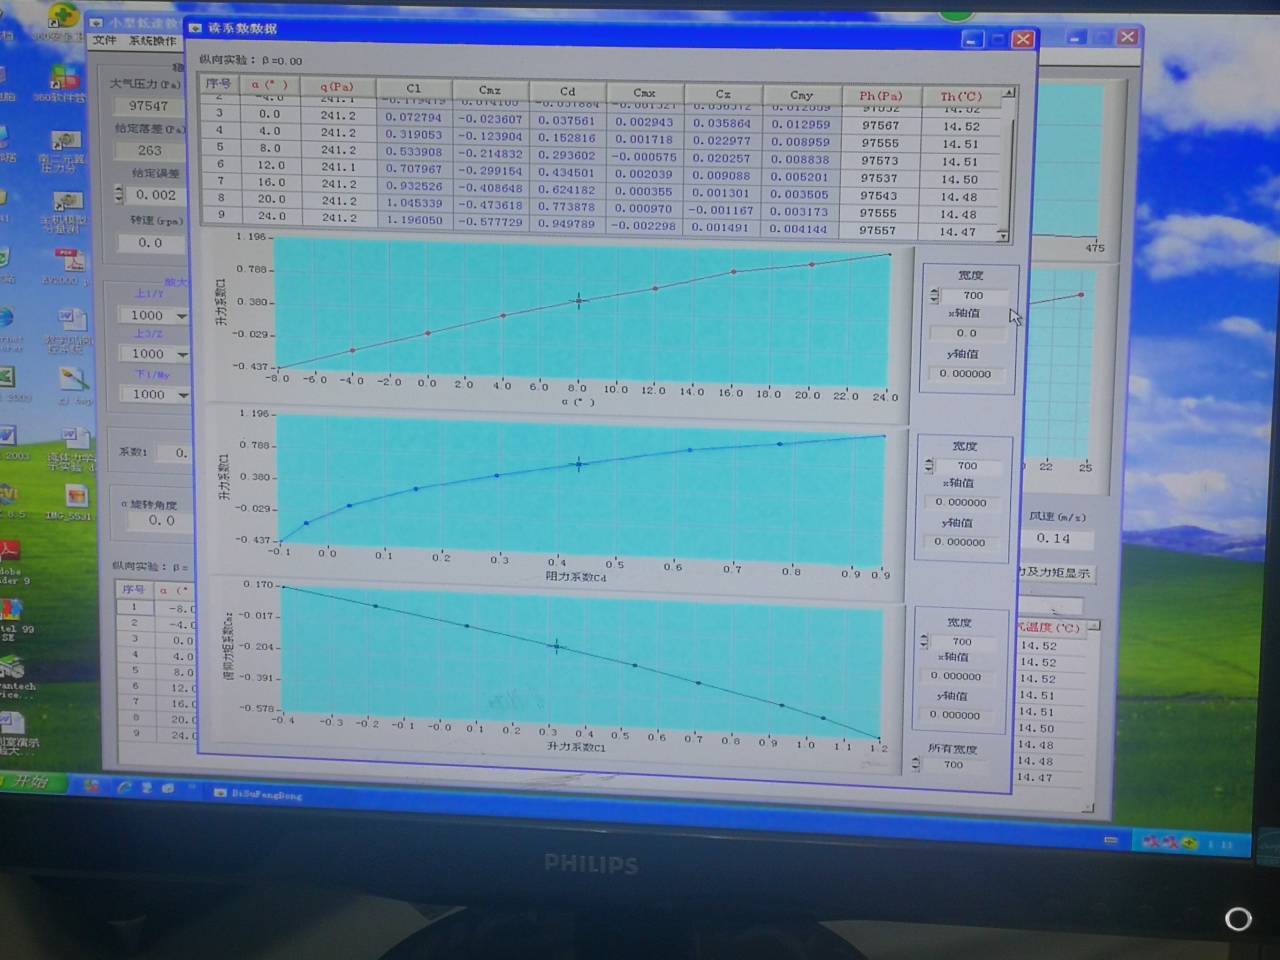 读系数数据
文件 系统操作
纵向实验：β=0.00
序号 α(°) q(Pa) Cl Cmz Cd Cmx Cz Cmy Ph(Pa) Th(℃)
3 0.0 241.2 0.072794 -0.023607 0.037561 0.002943 0.035864 0.012959 97567 14.52
4 4.0 241.2 0.319053 -0.123904 0.152816 0.001718 0.022977 0.008959 97555 14.51
5 8.0 241.2 0.533908 -0.214832 0.293602 -0.000575 0.020257 0.008838 97573 14.51
6 12.0 241.1 0.707967 -0.299154 0.434501 0.002039 0.009088 0.005201 97537 14.50
7 16.0 241.2 0.932526 -0.408648 0.624182 0.000355 0.001301 0.003505 97543 14.48
8 20.0 241.2 1.045339 -0.473618 0.773878 0.000970 -0.001167 0.003173 97555 14.48
9 24.0 241.2 1.196050 -0.577729 0.949789 -0.002298 0.001491 0.004144 97557 14.47
1.196
0.788
0.380
-0.029
-0.437
升力系数Cl
-8.0 -6.0 -4.0 -2.0 0.0 2.0 4.0 6.0 8.0 10.0 12.0 14.0 16.0 18.0 20.0 22.0 24.0
α(°)
宽度
700
x轴值
0.0
y轴值
0.000000
1.196
0.788
0.380
-0.029
-0.437
升力系数Cl
-0.1 0.0 0.1 0.2 0.3 0.4 0.5 0.6 0.7 0.8 0.9 0.9
阻力系数Cd
宽度
700
x轴值
0.000000
y轴值
0.000000
0.170
-0.017
-0.204
-0.391
-0.578
俯仰力矩系数Cmz
-0.4 -0.3 -0.2 -0.1 -0.0 0.1 0.2 0.3 0.4 0.5 0.6 0.7 0.8 0.9 1.0 1.1 1.2
升力系数Cl
宽度
700
x轴值
0.000000
y轴值
0.000000
所有宽度
700
大气压力(Pa)
97547
给定落差(Pa)
263
给定误差
0.002
转速(rpm)
0.0
上1/Y
1000
上3/Z
1000
下1/My
1000
系数1 0.
α旋转角度
0.0
纵向实验：β=
序号 α(°
1 -8.0
2 -4.0
3 0.0
4 4.0
5 8.0
6 12.0
7 16.0
8 20.0
9 24.0
475
22 25
风速(m/s)
0.14
力及力矩显示
气温度(℃)
14.52
14.52
14.52
14.51
14.51
14.50
14.48
14.48
14.47
开始
DiSuFengDong
PHILIPS